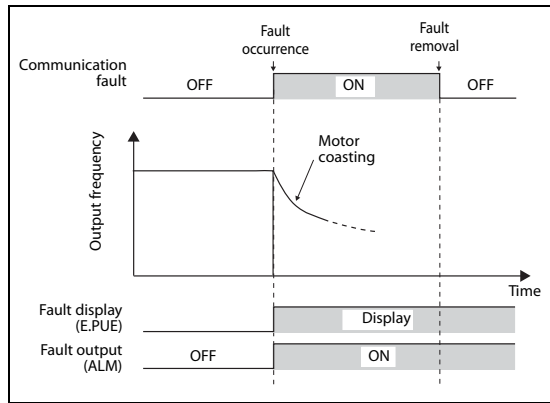 Fault
occurrence
Fault
removal
Communication
fault
OFF
ON
OFF
Motor
coasting
Output frequency
Time
Fault display
(E.PUE)
Display
Fault output
(ALM)
OFF
ON